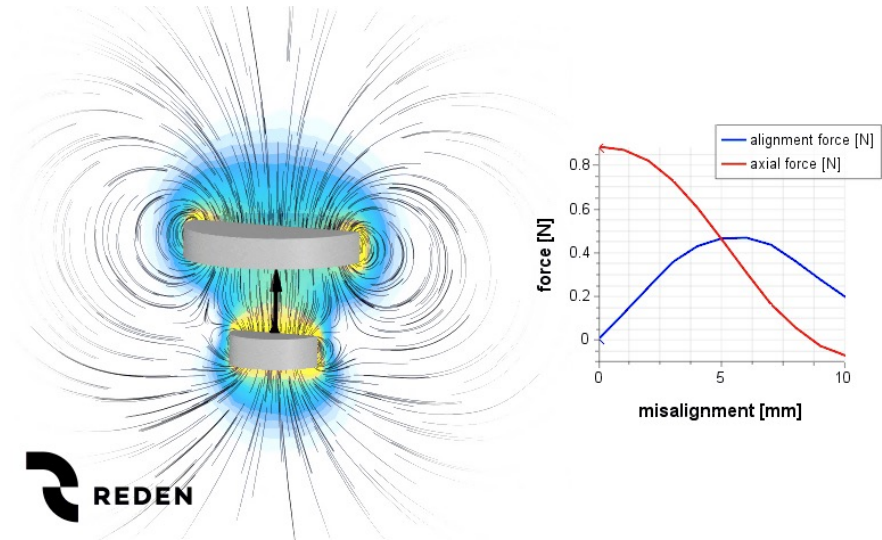 REDEN
alignment force [N]
axial force [N]
force [N]
0.8
0.6
0.4
0.2
0
0
5
10
misalignment [mm]